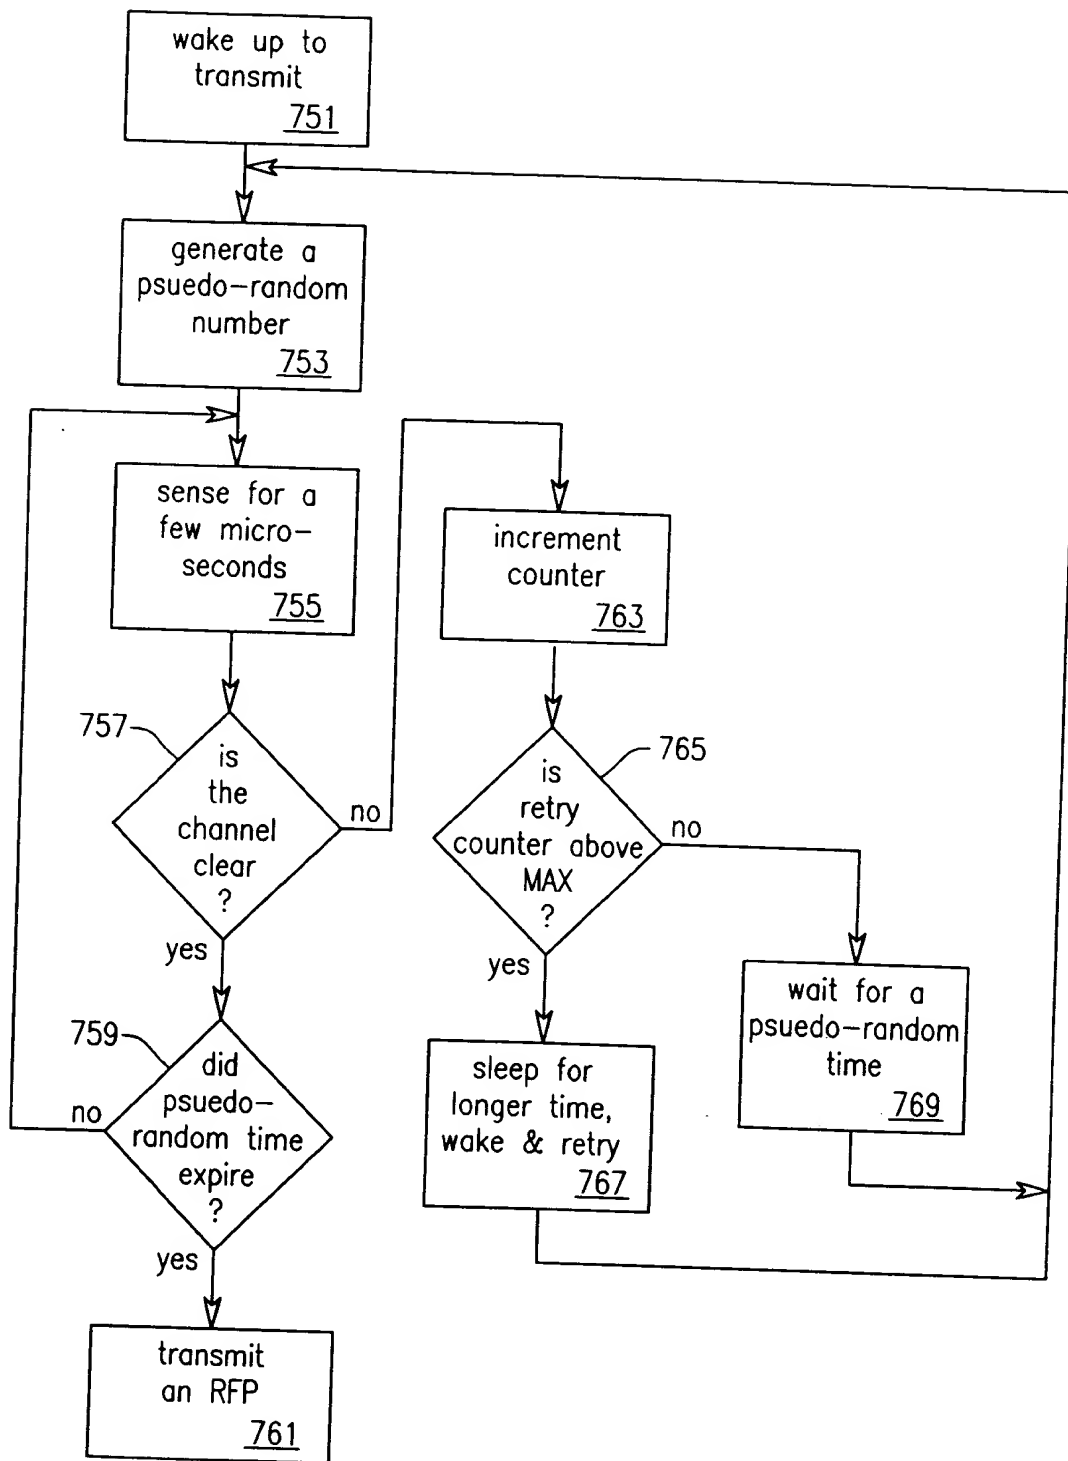 wake up to
transmit
751
generate a
psuedo-random
number
753
sense for a
few micro-
seconds
755
757
is
the
channel
clear
?
no
yes
759
did
psuedo-
random time
expire
?
no
yes
transmit
an RFP
761
increment
counter
763
765
is
retry
counter above
MAX
?
no
yes
sleep for
longer time,
wake & retry
767
wait for a
psuedo-random
time
769